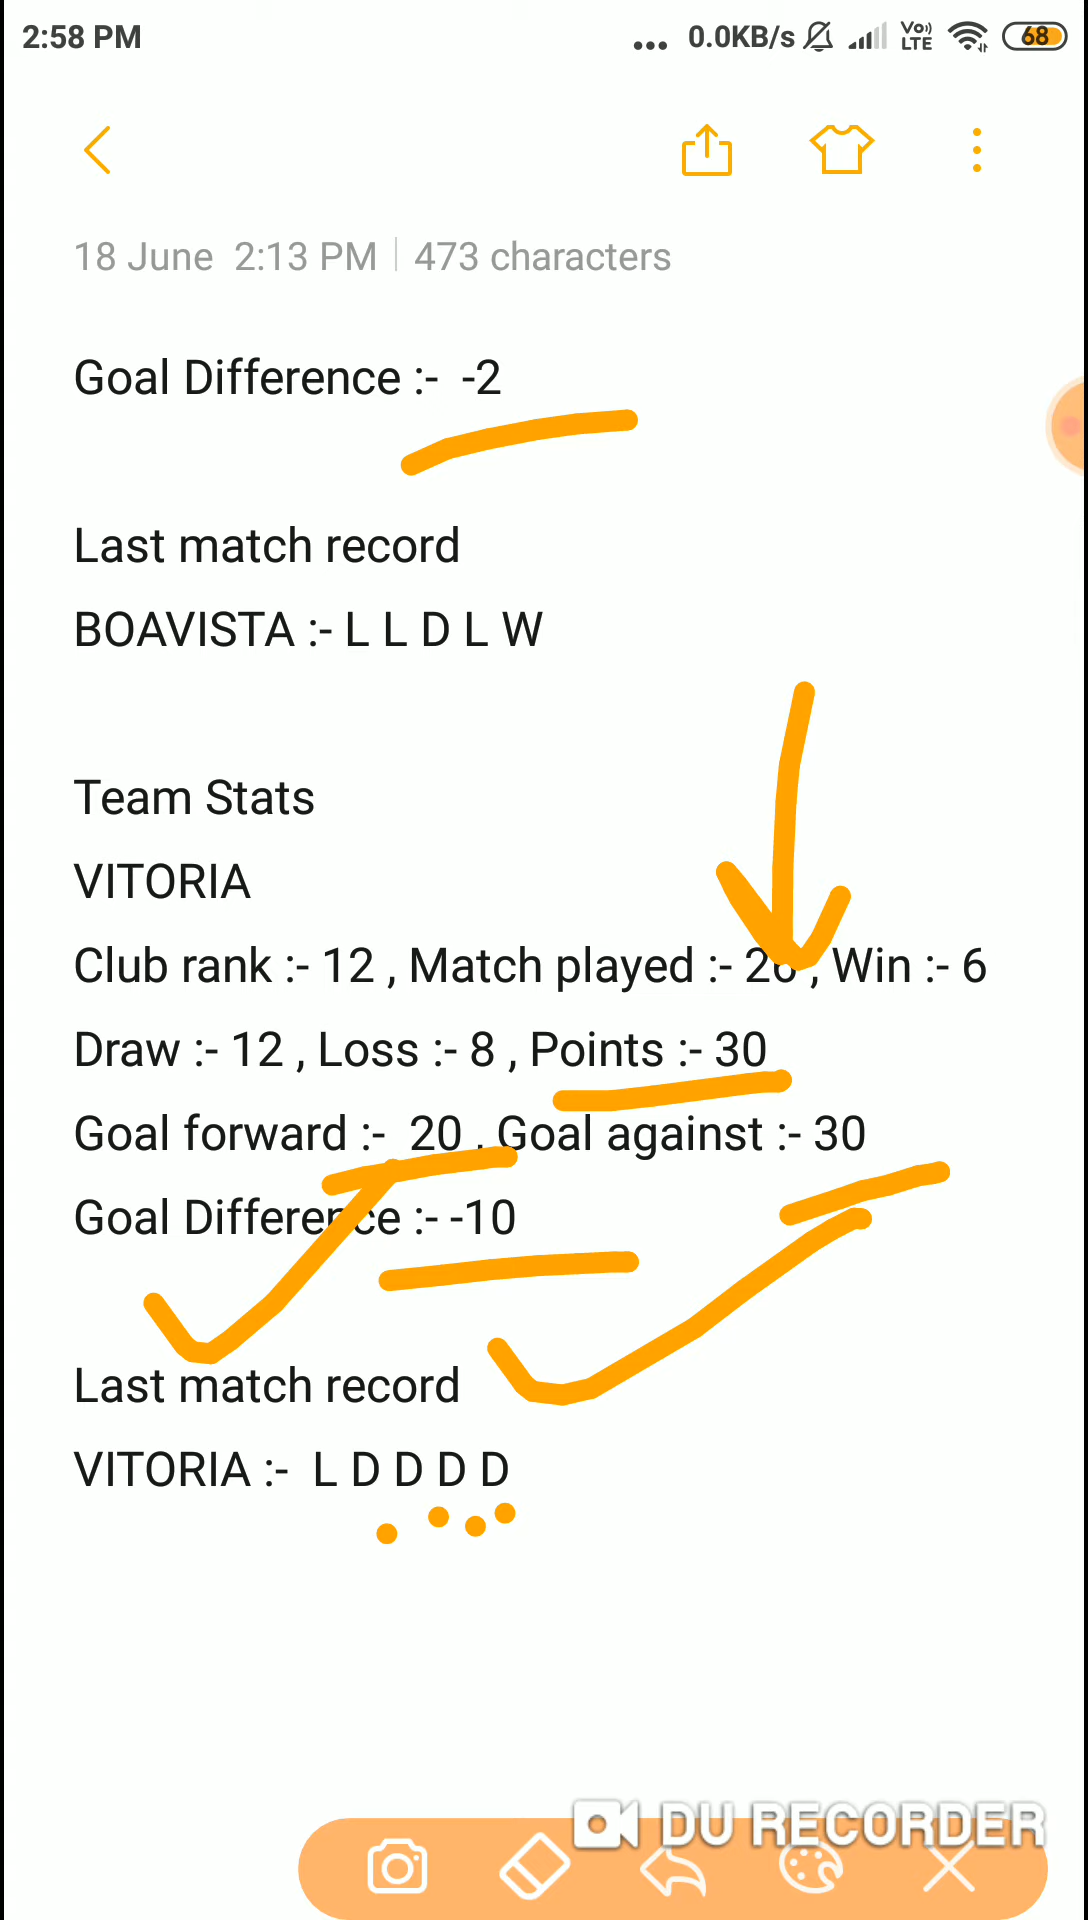 2:58 PM ... 0.0KB/s Vo)) LTE 68
18 June 2:13 PM | 473 characters
Goal Difference :- -2
Last match record
BOAVISTA :- L L D L W
Team Stats
VITORIA
Club rank :- 12 , Match played :- 26 , Win :- 6
Draw :- 12 , Loss :- 8 , Points :- 30
Goal forward :- 20 , Goal against :- 30
Goal Difference :- -10
Last match record
VITORIA :- L D D D D
DU RECORDER